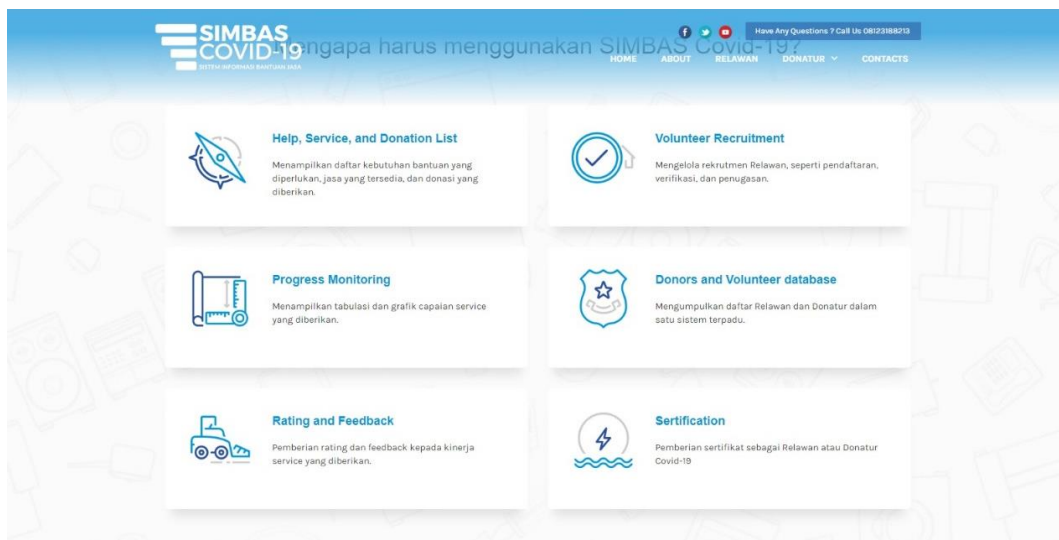 SIMBAS
COVID-19
SISTEM INFORMASI BANTUAN JASA
Have Any Questions ? Call Us 08123188213
Mengapa harus menggunakan SIMBAS Covid-19?
HOME ABOUT RELAWAN DONATUR CONTACTS
Help, Service, and Donation List
Menampilkan daftar kebutuhan bantuan yang
diperlukan, jasa yang tersedia, dan donasi yang
diberikan.
Volunteer Recruitment
Mengelola rekrutmen Relawan, seperti pendaftaran,
verifikasi, dan penugasan.
Progress Monitoring
Menampilkan tabulasi dan grafik capaian service
yang diberikan.
Donors and Volunteer database
Mengumpulkan daftar Relawan dan Donatur dalam
satu sistem terpadu.
Rating and Feedback
Pemberian rating dan feedback kepada kinerja
service yang diberikan.
Sertification
Pemberian sertifikat sebagai Relawan atau Donatur
Covid-19